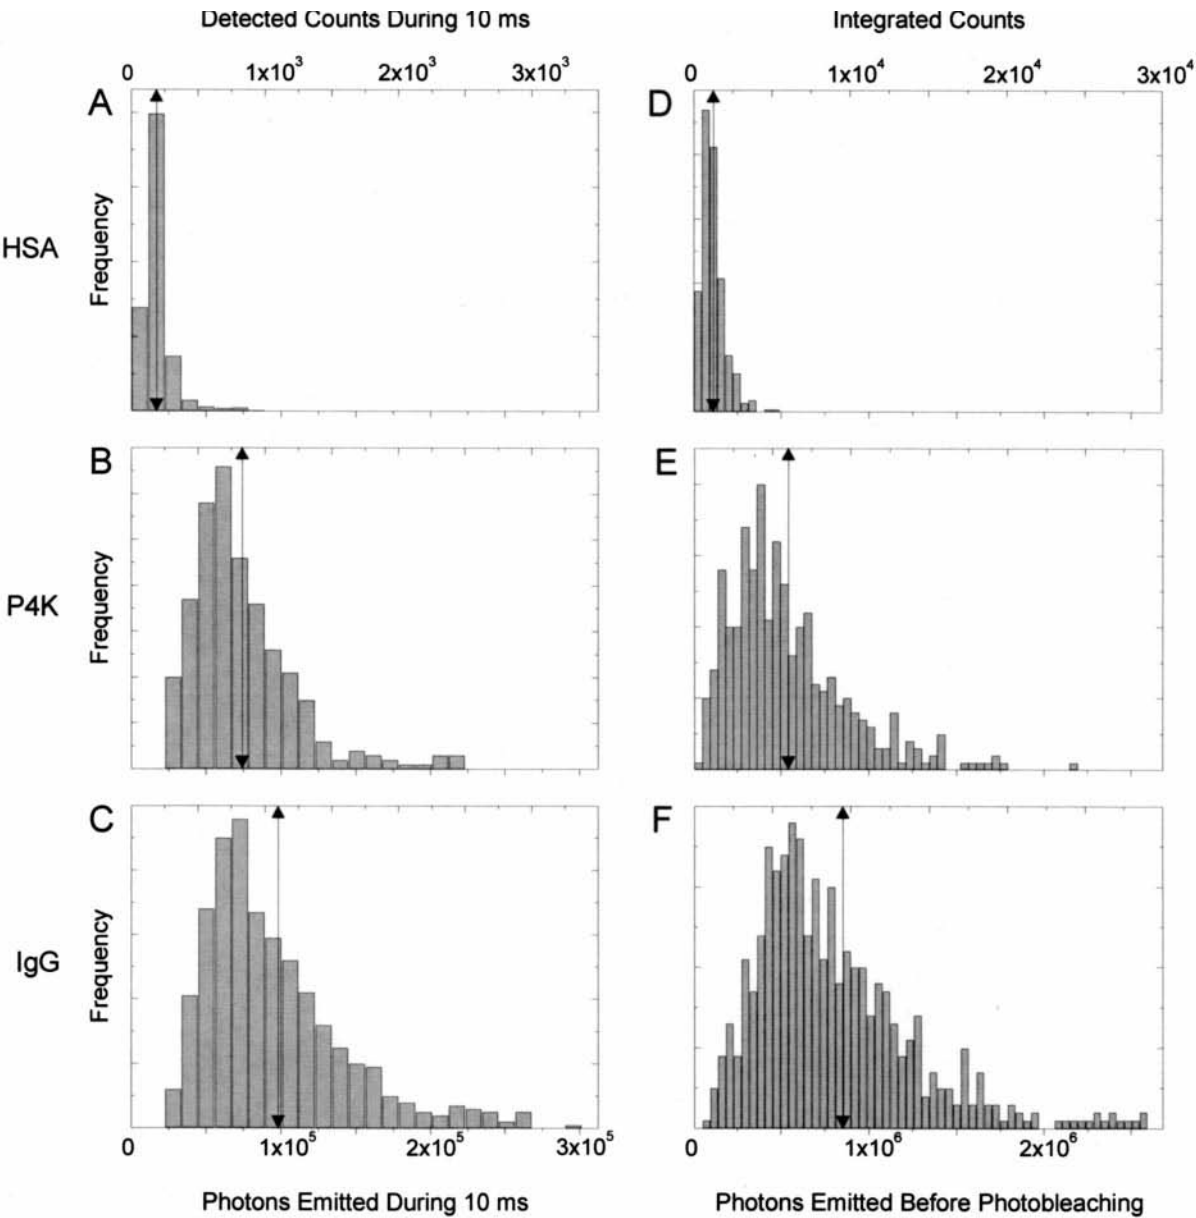 Detected Counts During 10 ms
Integrated Counts
0 1x10³ 2x10³ 3x10³
0 1x10⁴ 2x10⁴ 3x10⁴
A
D
HSA
Frequency
B
E
P4K
Frequency
C
F
IgG
Frequency
0 1x10⁵ 2x10⁵ 3x10⁵
0 1x10⁶ 2x10⁶
Photons Emitted During 10 ms
Photons Emitted Before Photobleaching